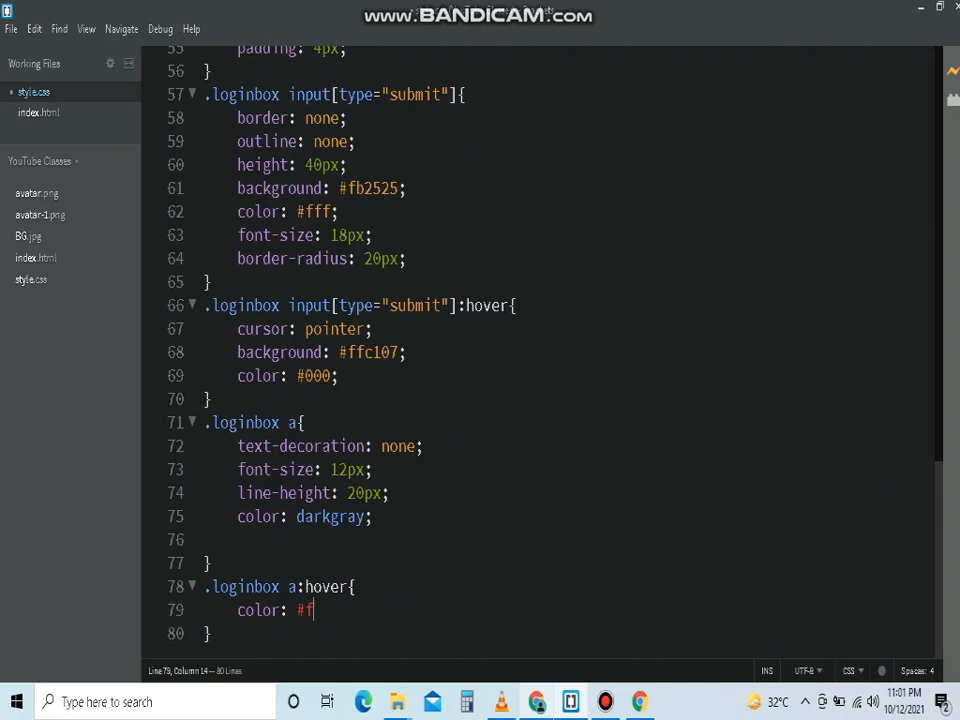 WWW.BANDICAM.COM
File Edit Find View Navigate Debug Help
Working Files
style.css
index.html
YouTube Classes
avatar.png
avatar-1.png
BG.jpg
index.html
style.css
55 padding: 4px;
56 }
57 .loginbox input[type="submit"]{
58 border: none;
59 outline: none;
60 height: 40px;
61 background: #fb2525;
62 color: #fff;
63 font-size: 18px;
64 border-radius: 20px;
65 }
66 .loginbox input[type="submit"]:hover{
67 cursor: pointer;
68 background: #ffc107;
69 color: #000;
70 }
71 .loginbox a{
72 text-decoration: none;
73 font-size: 12px;
74 line-height: 20px;
75 color: darkgray;
76
77 }
78 .loginbox a:hover{
79 color: #f
80 }
Line 79, Column 14 — 80 Lines
INS UTF-8 CSS Spaces: 4
Type here to search
32°C
11:01 PM
10/12/2021
2